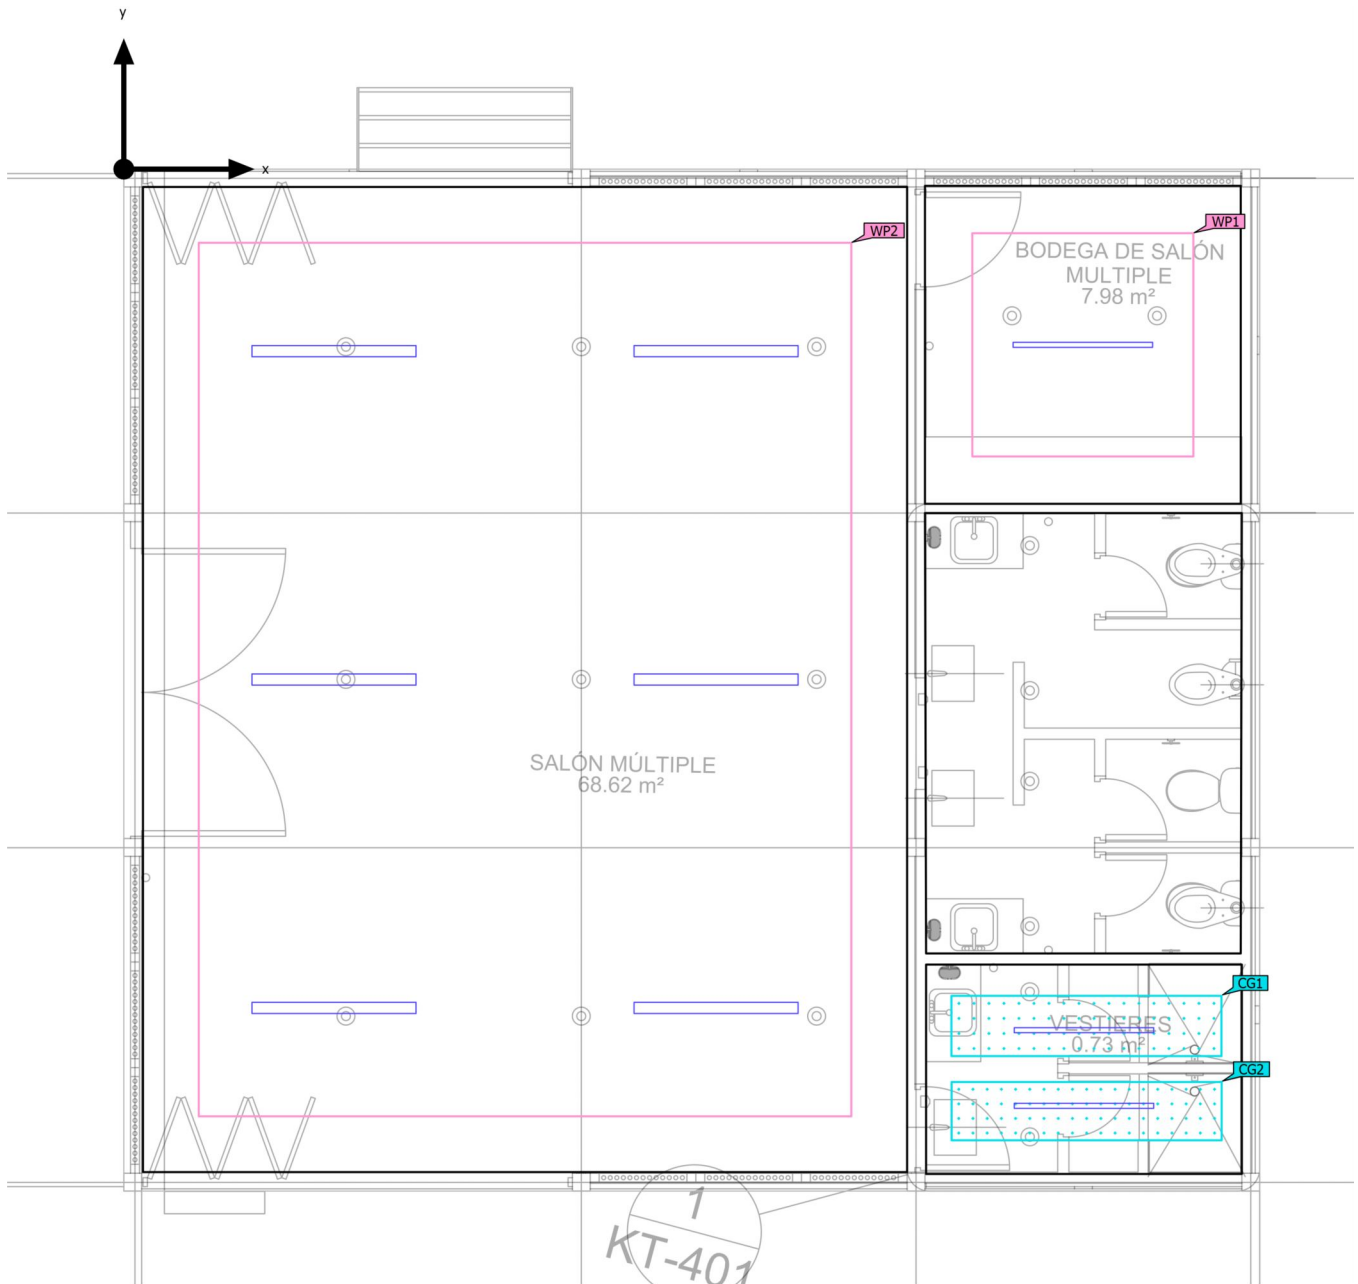 y
x
WP2
WP1
BODEGA DE SALÓN
MULTIPLE
7.98 m²
SALÓN MÚLTIPLE
68.62 m²
CG1
VESTIERES
0.73 m²
CG2
1
KT-401